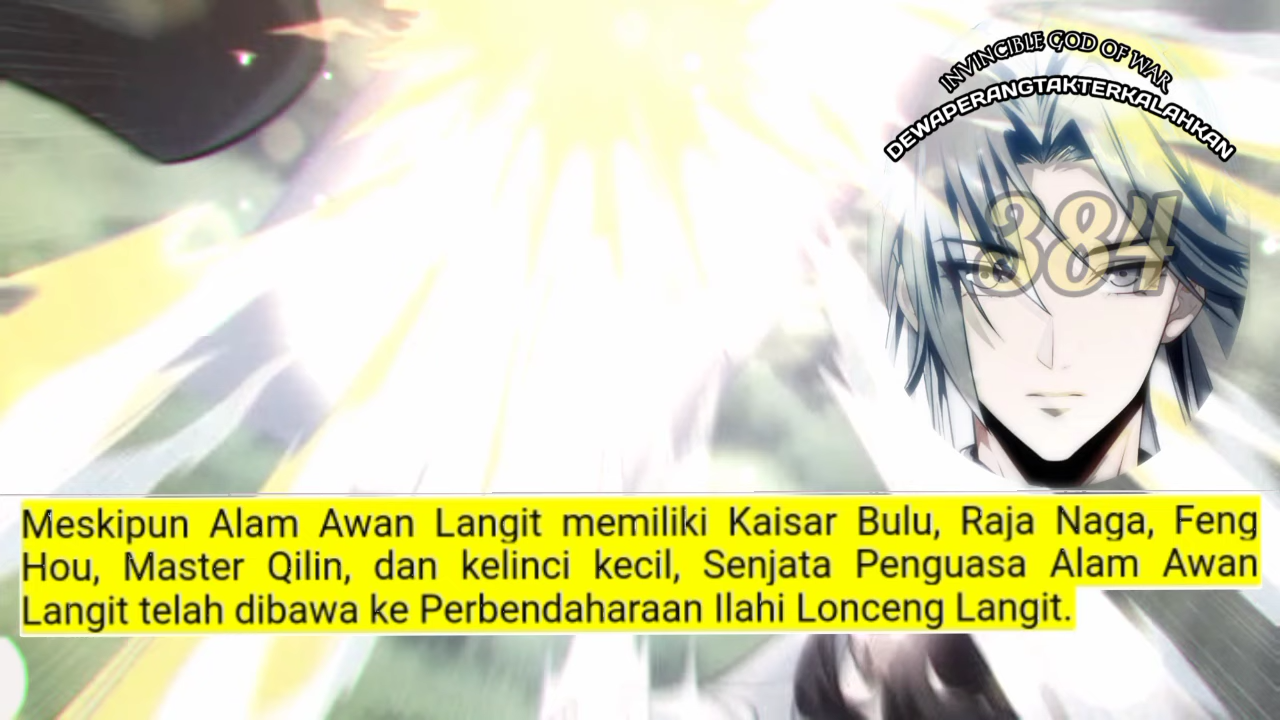 INVINCIBLE GOD OF WAR
DEWAPERANGTAKTERKALAHKAN
384
Meskipun Alam Awan Langit memiliki Kaisar Bulu, Raja Naga, Feng
Hou, Master Qilin, dan kelinci kecil, Senjata Penguasa Alam Awan
Langit telah dibawa ke Perbendaharaan Ilahi Lonceng Langit.